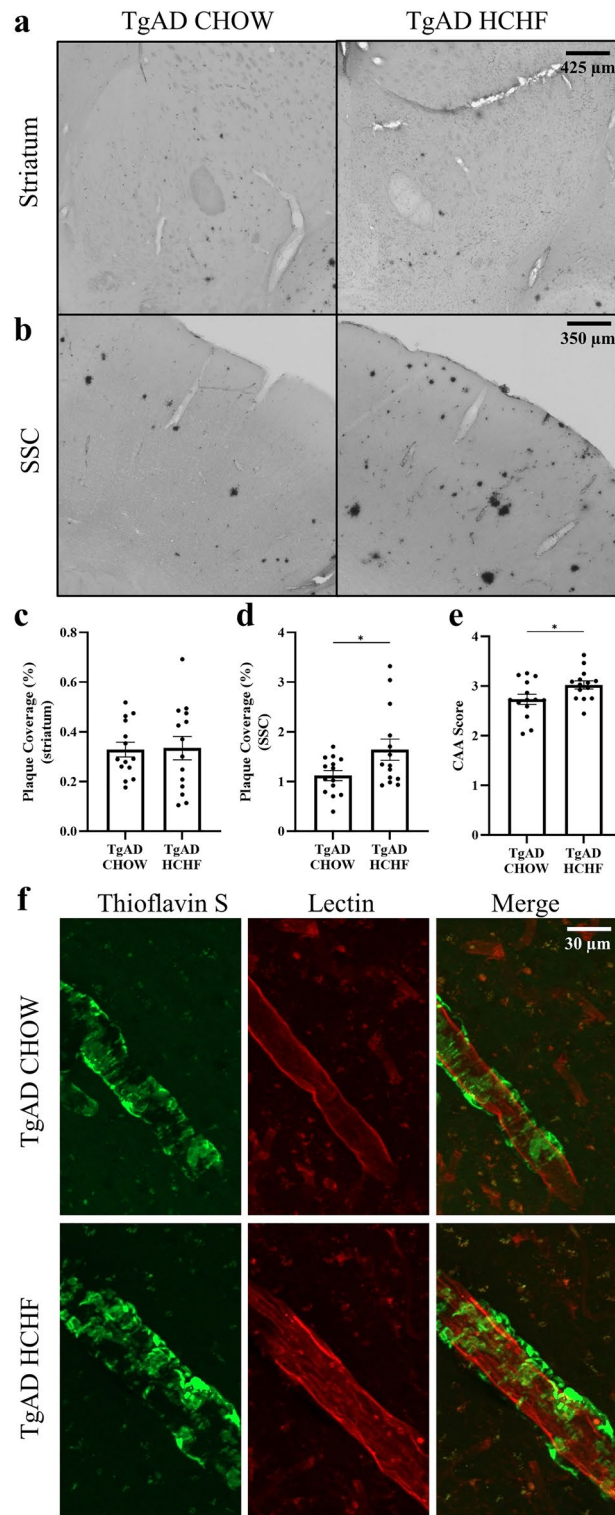 a
TgAD CHOW
TgAD HCHF
Striatum
425 µm
b
SSC
350 µm
c
Plaque Coverage (%)
(striatum)
0.8
0.6
0.4
0.2
0.0
TgAD
CHOW
TgAD
HCHF
d
*
Plaque Coverage (%)
(SSC)
4
3
2
1
0
TgAD
CHOW
TgAD
HCHF
e
*
CAA Score
4
3
2
1
0
TgAD
CHOW
TgAD
HCHF
f
Thioflavin S
Lectin
Merge
30 µm
TgAD CHOW
TgAD HCHF